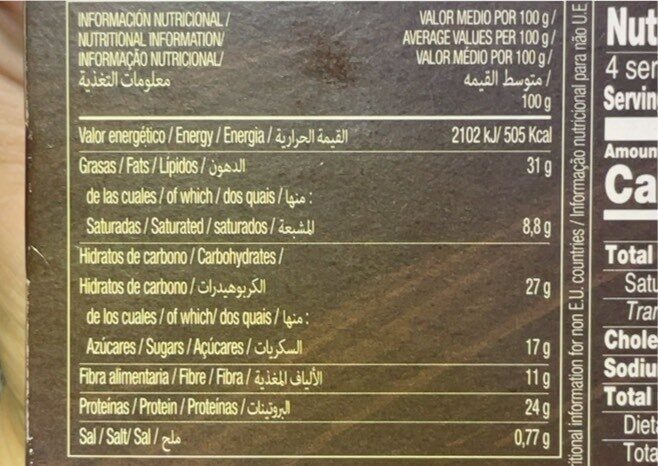 INFORMACIÓN NUTRICIONAL /
NUTRITIONAL INFORMATION/
INFORMAÇÃO NUTRICIONAL/
معلومات التغذية
VALOR MEDIO POR 100 g /
AVERAGE VALUES PER 100 g /
VALOR MÉDIO POR 100 g /
متوسط القيمه /
100 g
Valor energético / Energy / Energia / القيمة الحرارية 2102 kJ/ 505 Kcal
Grasas / Fats / Lípidos / الدهون 31 g
de las cuales / of which / dos quais / منها :
Saturadas / Saturated / saturados / المشبعة 8,8 g
Hidratos de carbono / Carbohydrates /
Hidratos de carbono / الكربوهيدرات 27 g
de los cuales / of which/ dos quais / منها :
Azúcares / Sugars / Açúcares / السكريات 17 g
Fibra alimentaria / Fibre / Fibra / الألياف المغذية 11 g
Proteínas / Protein / Proteínas / البروتينات 24 g
Sal / Salt/ Sal / ملح 0,77 g
itional information for non E.U. countries / Informação nutricional para não U.E
Nut
4 ser
Servin
Amoun
Ca
Total
Satu
Tran
Chole
Sodiu
Total
Dieta
Tota